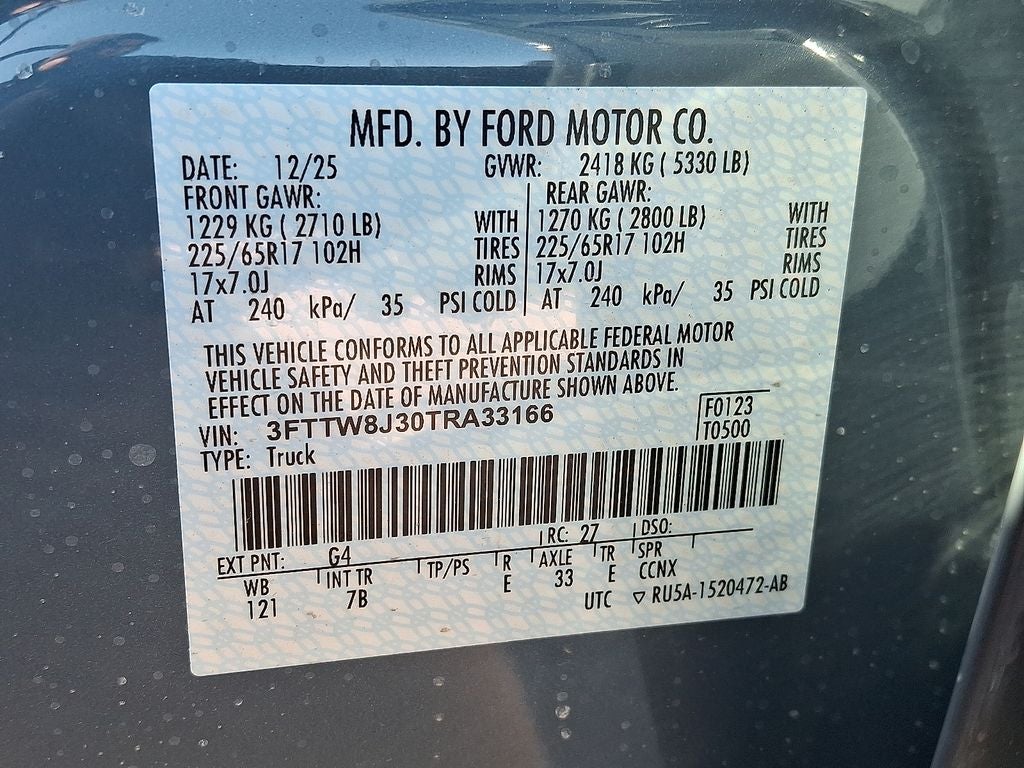 MFD. BY FORD MOTOR CO.
DATE: 12/25 GVWR: 2418 KG ( 5330 LB)
FRONT GAWR: REAR GAWR:
1229 KG ( 2710 LB) WITH 1270 KG ( 2800 LB) WITH
225/65R17 102H TIRES 225/65R17 102H TIRES
17x7.0J RIMS 17x7.0J RIMS
AT 240 kPa/ 35 PSI COLD AT 240 kPa/ 35 PSI COLD
THIS VEHICLE CONFORMS TO ALL APPLICABLE FEDERAL MOTOR
VEHICLE SAFETY AND THEFT PREVENTION STANDARDS IN
EFFECT ON THE DATE OF MANUFACTURE SHOWN ABOVE.
VIN: 3FTTW8J30TRA33166 F0123
TYPE: Truck T0500
EXT PNT: G4 RC: 27 DSO:
WB INT TR TP/PS R AXLE TR SPR
121 7B E 33 E CCNX
UTC ▽ RU5A-1520472-AB